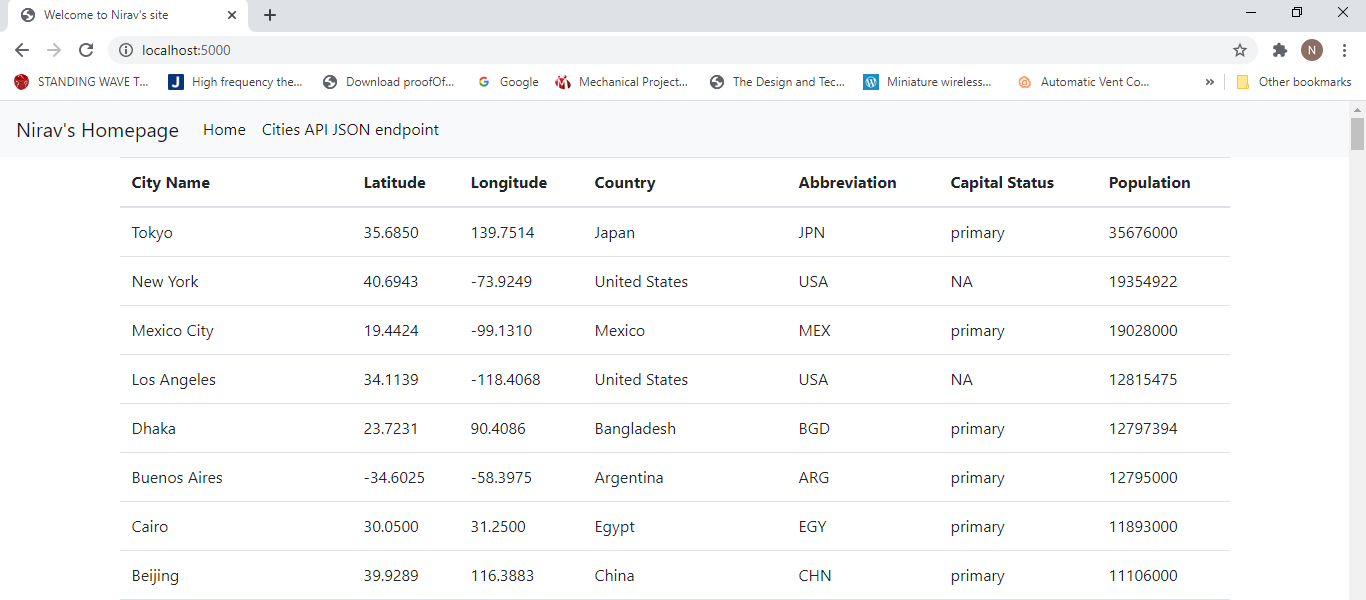 Welcome to Nirav's site
localhost:5000
N
STANDING WAVE T... High frequency the... Download proofOf... Google Mechanical Project... The Design and Tec... Miniature wireless... Automatic Vent Co... » Other bookmarks
Nirav's Homepage Home Cities API JSON endpoint
City Name Latitude Longitude Country Abbreviation Capital Status Population
Tokyo 35.6850 139.7514 Japan JPN primary 35676000
New York 40.6943 -73.9249 United States USA NA 19354922
Mexico City 19.4424 -99.1310 Mexico MEX primary 19028000
Los Angeles 34.1139 -118.4068 United States USA NA 12815475
Dhaka 23.7231 90.4086 Bangladesh BGD primary 12797394
Buenos Aires -34.6025 -58.3975 Argentina ARG primary 12795000
Cairo 30.0500 31.2500 Egypt EGY primary 11893000
Beijing 39.9289 116.3883 China CHN primary 11106000